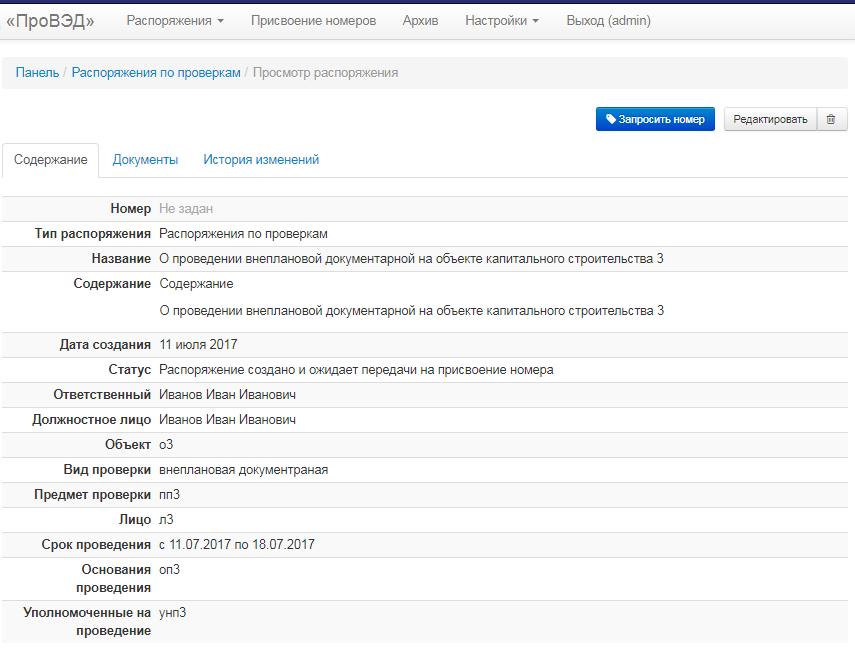 «ПроВЭД» Распоряжения Присвоение номеров Архив Настройки Выход (admin)
Панель / Распоряжения по проверкам / Просмотр распоряжения
Запросить номер Редактировать
Содержание Документы История изменений
Номер Не задан
Тип распоряжения Распоряжения по проверкам
Название О проведении внеплановой документарной на объекте капитального строительства 3
Содержание Содержание
О проведении внеплановой документарной на объекте капитального строительства 3
Дата создания 11 июля 2017
Статус Распоряжение создано и ожидает передачи на присвоение номера
Ответственный Иванов Иван Иванович
Должностное лицо Иванов Иван Иванович
Объект о3
Вид проверки внеплановая документраная
Предмет проверки пп3
Лицо л3
Срок проведения с 11.07.2017 по 18.07.2017
Основания оп3
проведения
Уполномоченные на унп3
проведение